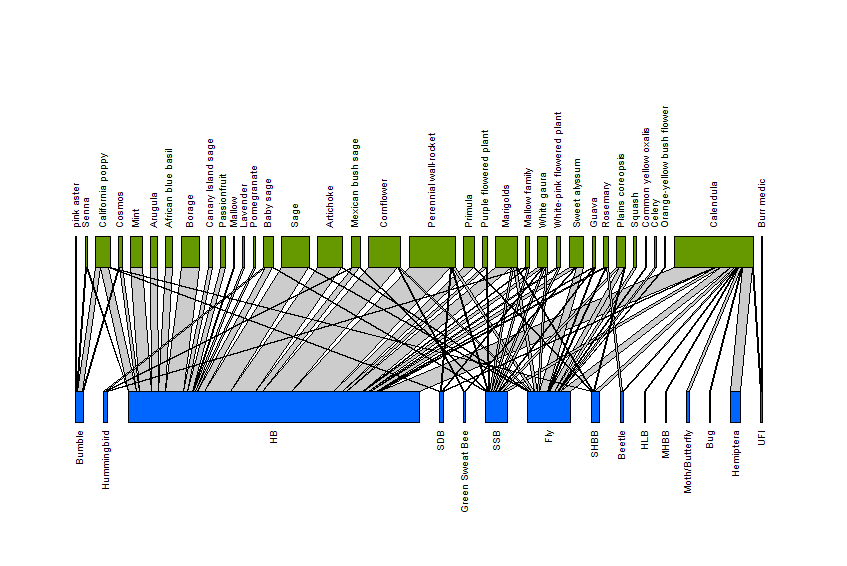 pink aster
Senna
California poppy
Cosmos
Mint
Arugula
African blue basil
Borage
Canary Island sage
Passionfruit
Mallow
Lavender
Pomegranate
Baby sage
Sage
Artichoke
Mexican bush sage
Cornflower
Perennial wall-rocket
Primula
Purple flowered plant
Marigolds
Mallow family
White gaura
White-pink flowered plant
Sweet alyssum
Guava
Rosemary
Plains coreopsis
Squash
Common yellow oxalis
Celery
Orange-yellow bush flower
Calendula
Burr medic
Bumble
Hummingbird
HB
SDB
Green Sweat Bee
SSB
Fly
SHBB
Beetle
HLB
MHBB
Moth/Butterfly
Bug
Hemiptera
UFI